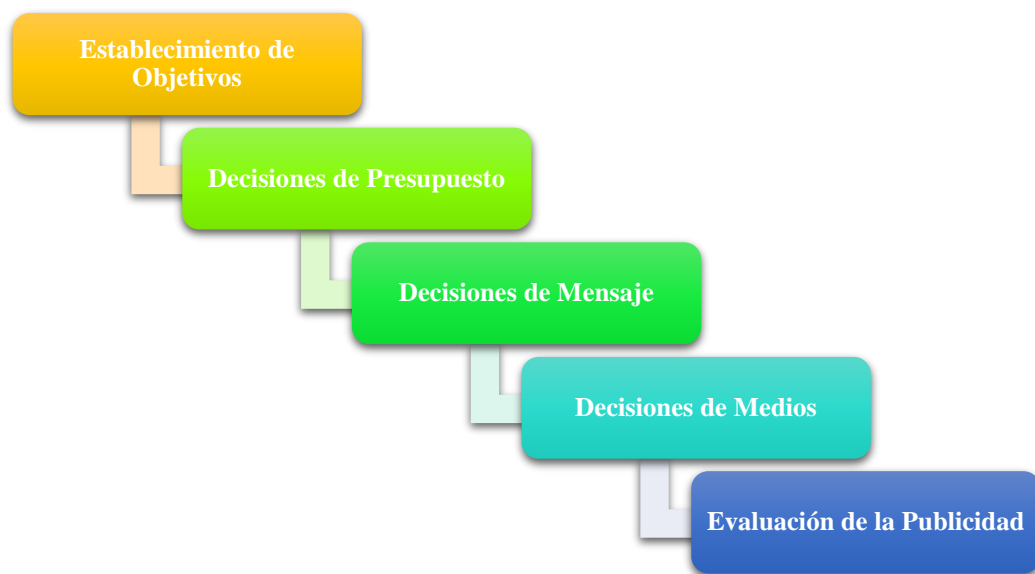 Establecimiento de
Objetivos
Decisiones de Presupuesto
Decisiones de Mensaje
Decisiones de Medios
Evaluación de la Publicidad